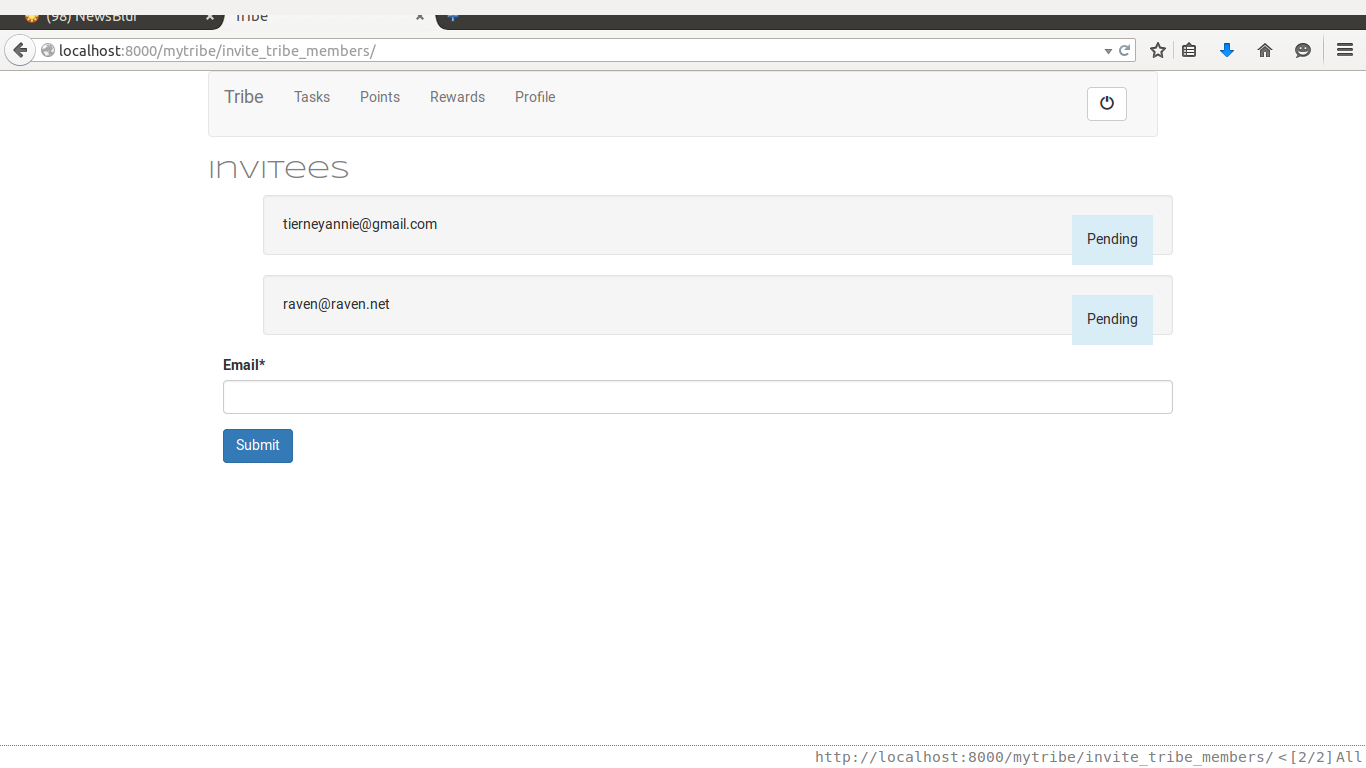 (98) NewsBlur
Tribe
localhost:8000/mytribe/invite_tribe_members/
Tribe Tasks Points Rewards Profile
Invitees
tierneyannie@gmail.com
Pending
raven@raven.net
Pending
Email*
Submit
http://localhost:8000/mytribe/invite_tribe_members/ < [2/2] All